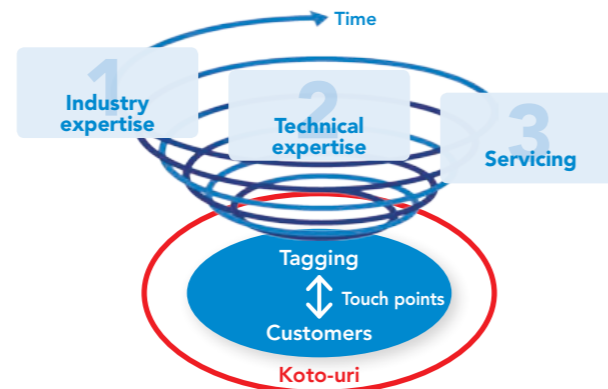 Time
1
Industry
expertise
2
Technical
expertise
3
Servicing
Tagging
Touch points
Customers
Koto-uri